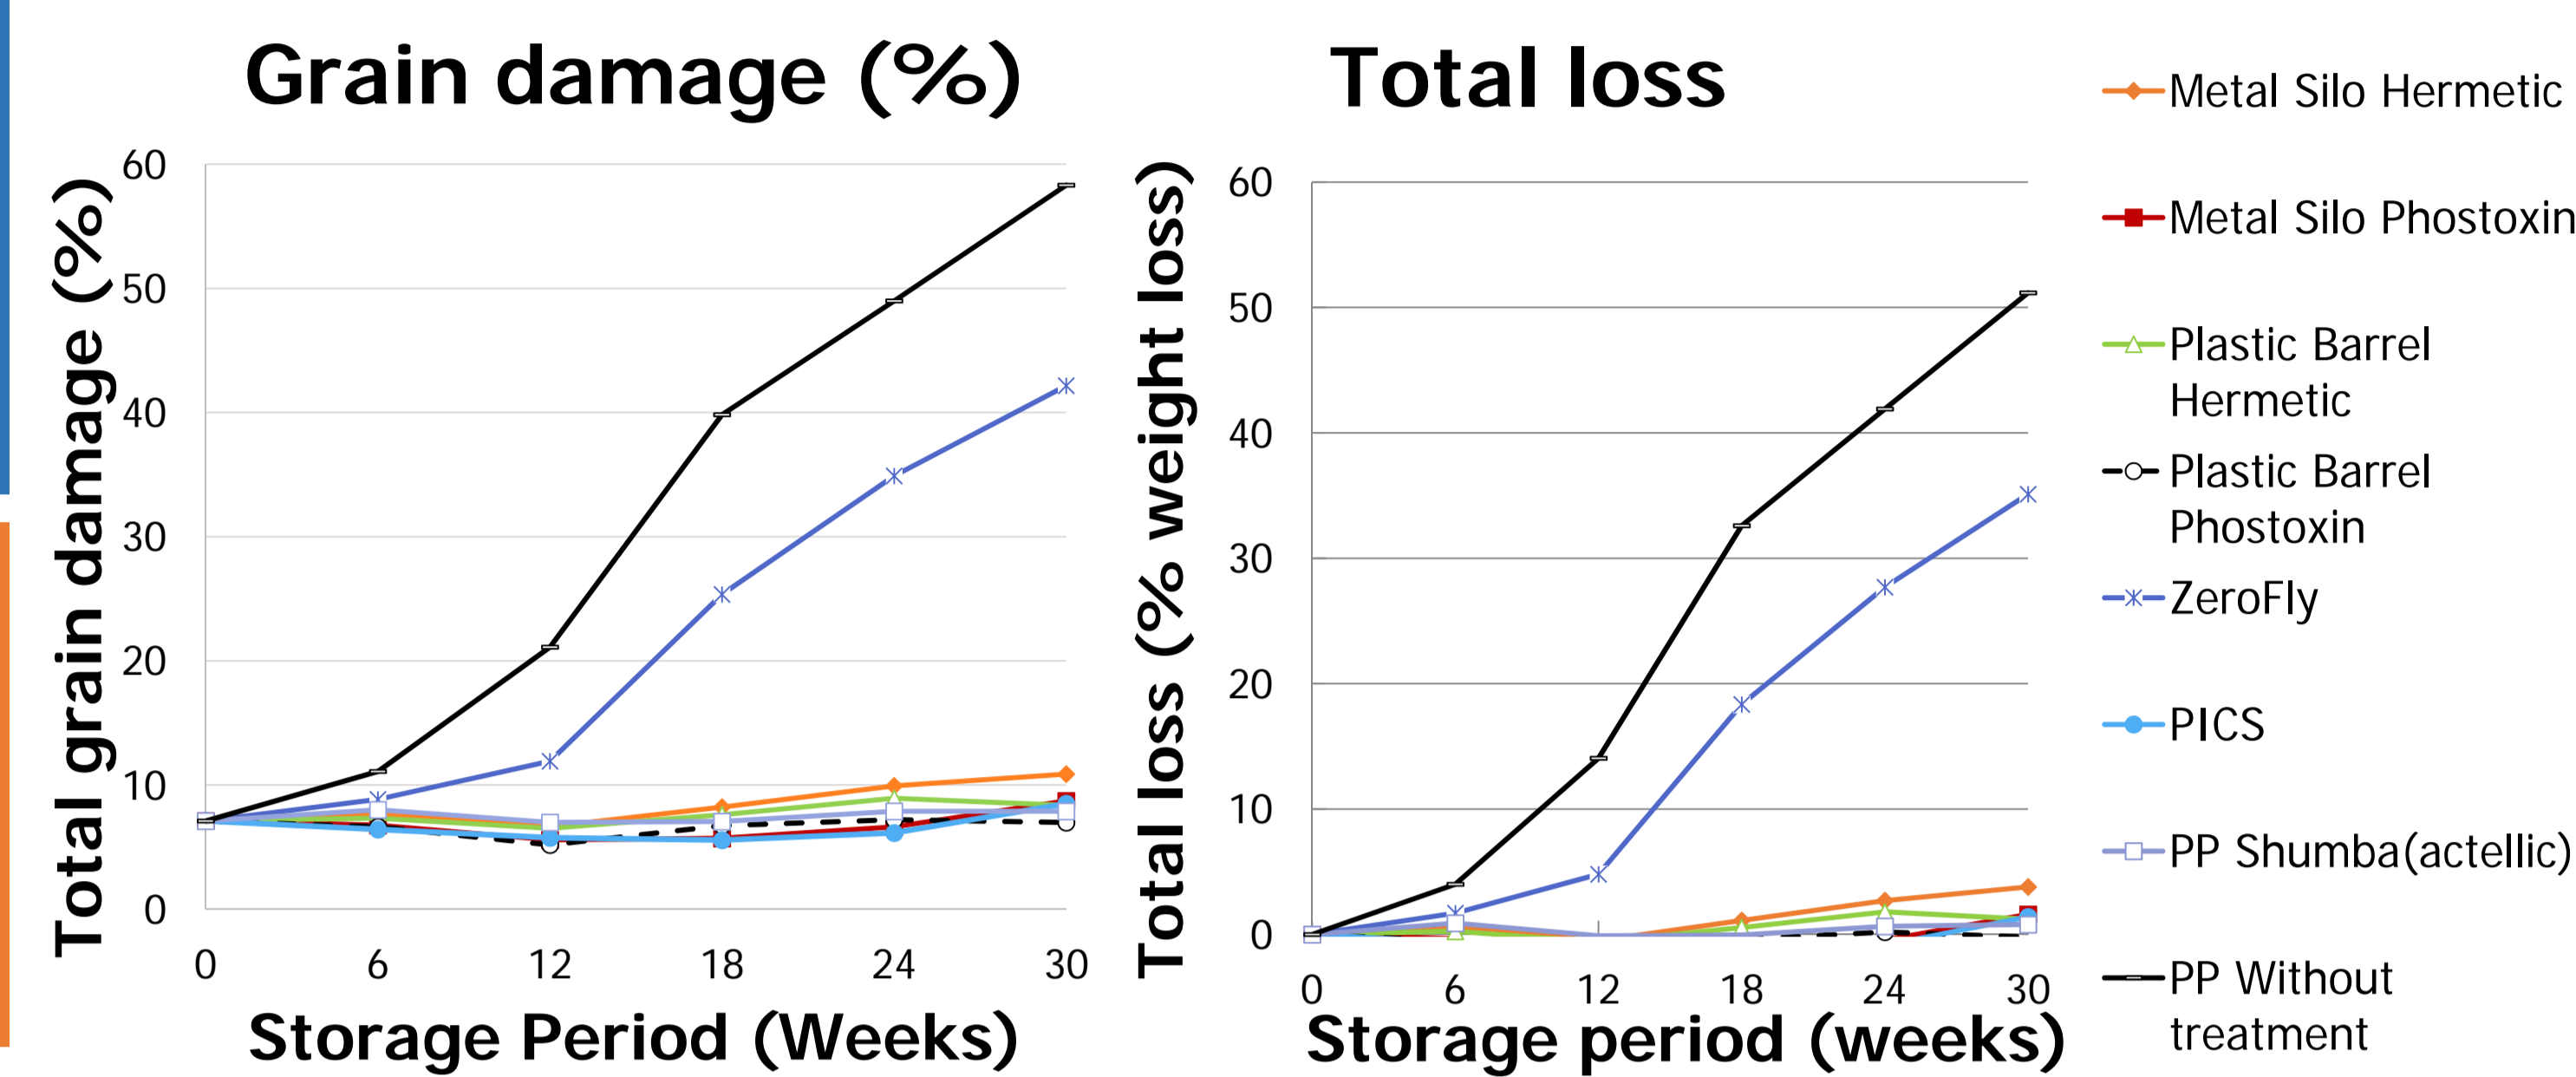 Grain damage (%)
Total grain damage (%)
60
50
40
30
20
10
0
0 6 12 18 24 30
Storage Period (Weeks)
Total loss
Total loss (% weight loss)
60
50
40
30
20
10
0
0 6 12 18 24 30
Storage period (weeks)
Metal Silo Hermetic
Metal Silo Phostoxin
Plastic Barrel
Hermetic
Plastic Barrel
Phostoxin
ZeroFly
PICS
PP Shumba(actellic)
PP Without
treatment